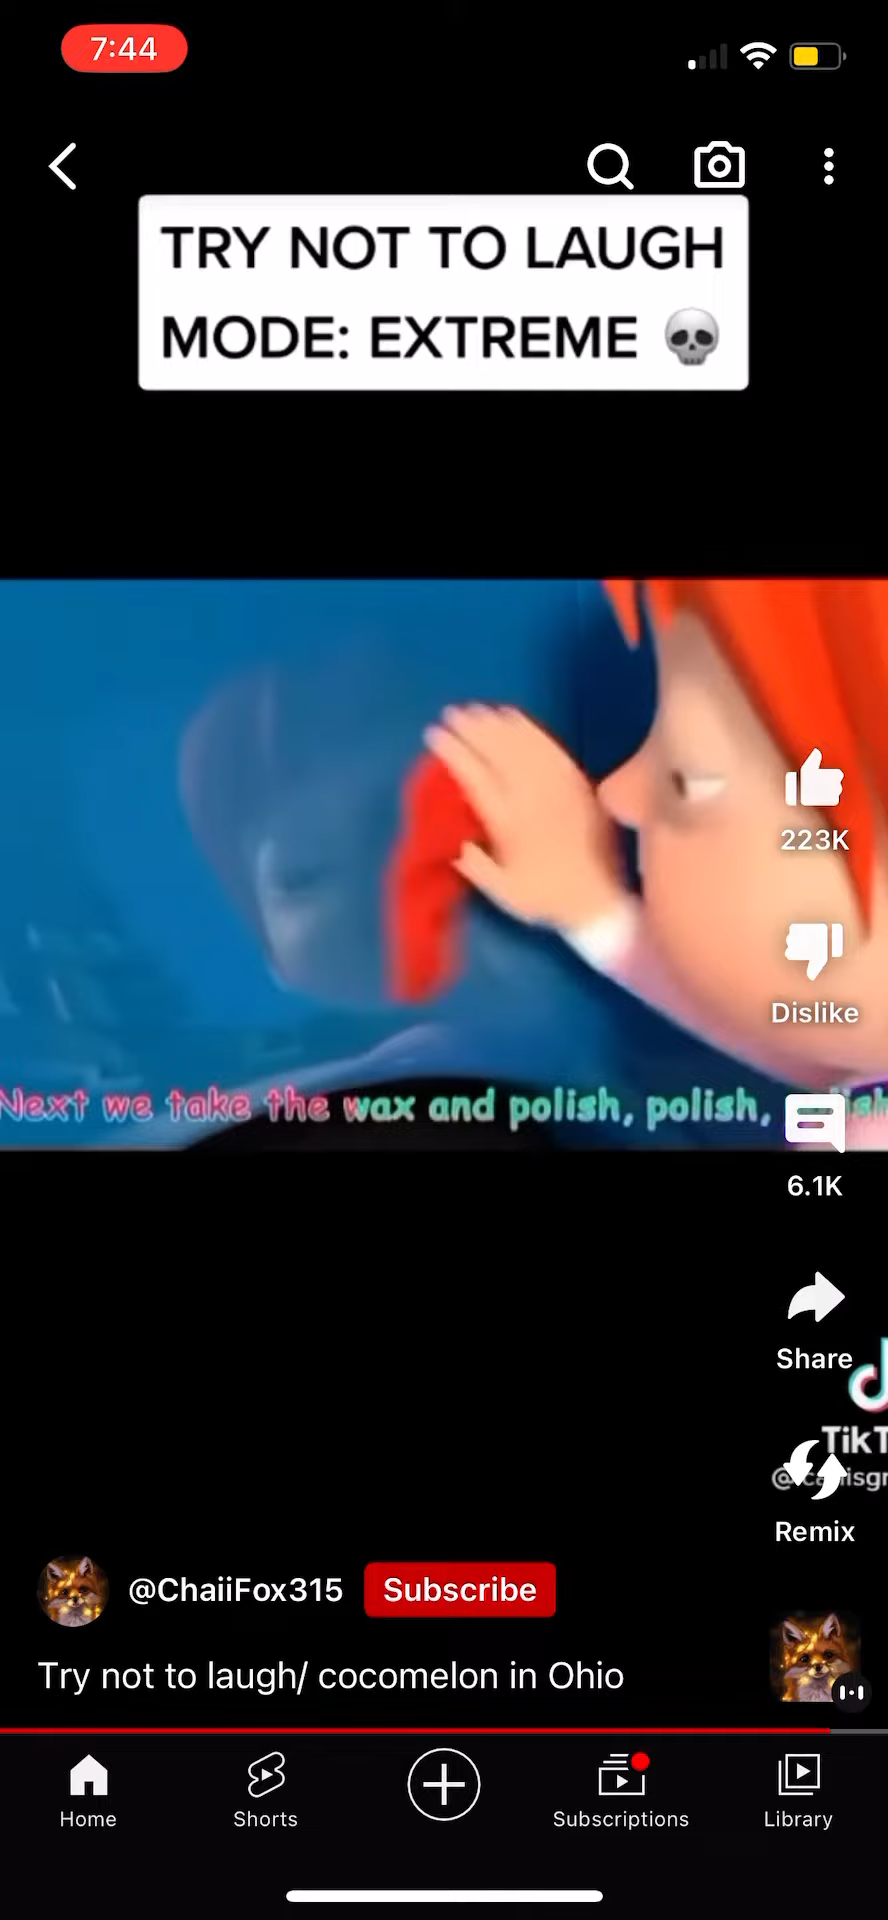 7:44
TRY NOT TO LAUGH
MODE: EXTREME 💀
223K
Dislike
Next we take the wax and polish, polish,
6.1K
Share
TikT
Remix
@ChaiiFox315
Subscribe
Try not to laugh/ cocomelon in Ohio
Home
Shorts
Subscriptions
Library